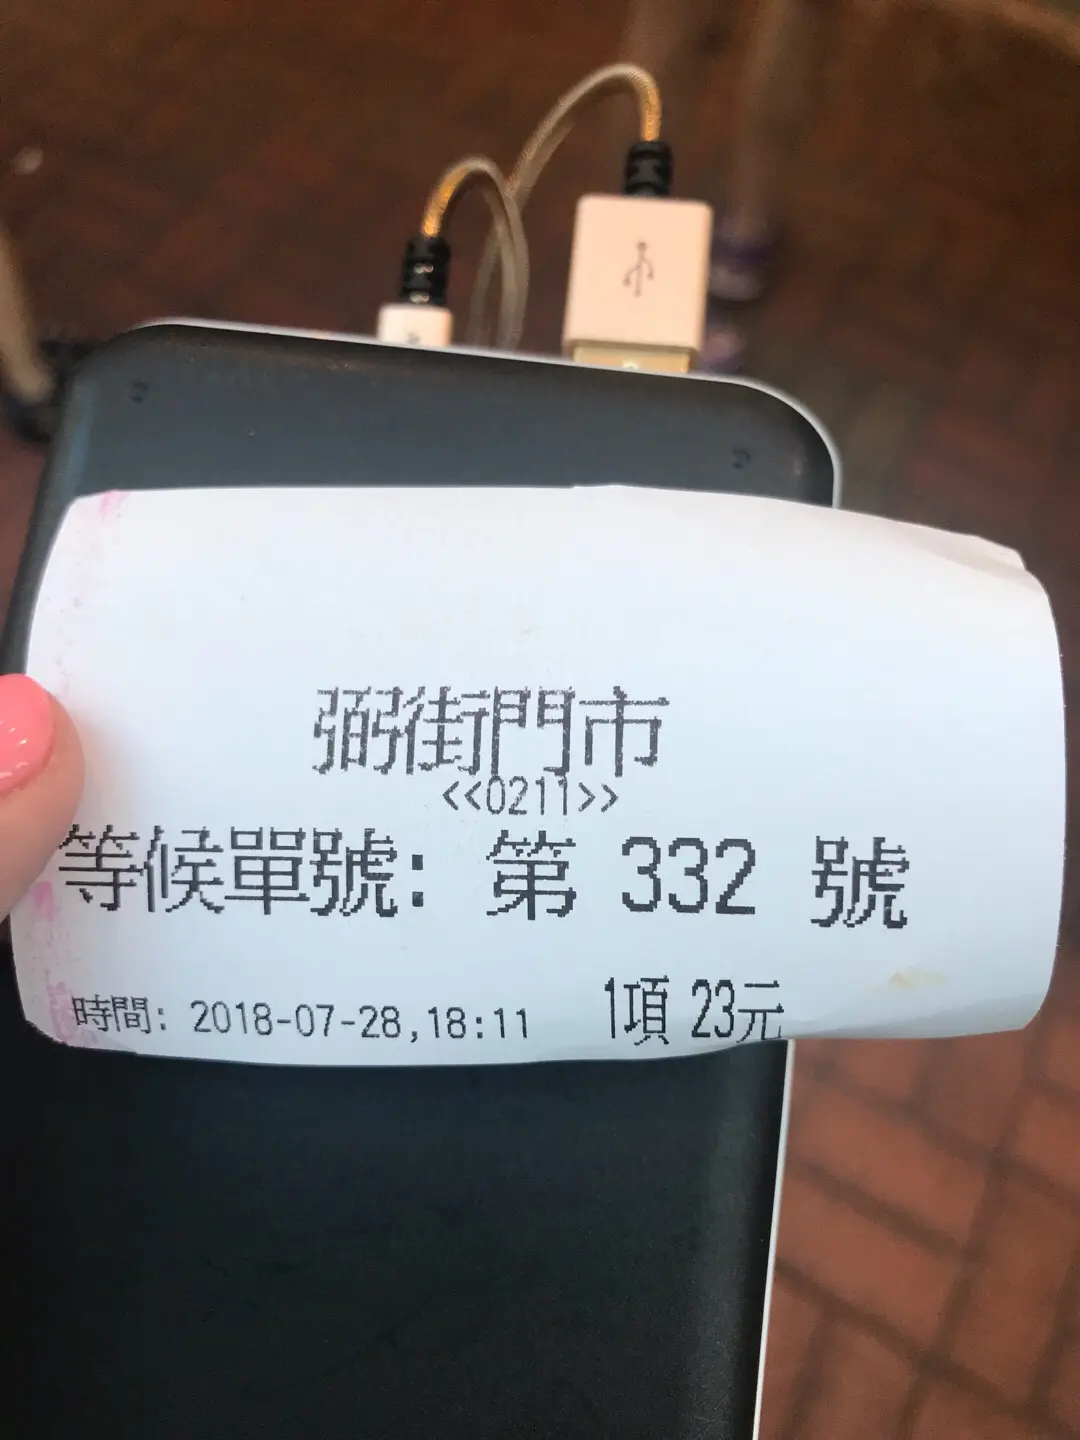 弼街門市
<<0211>>
等候單號: 第 332 號
時間: 2018-07-28,18:11 1項 23元